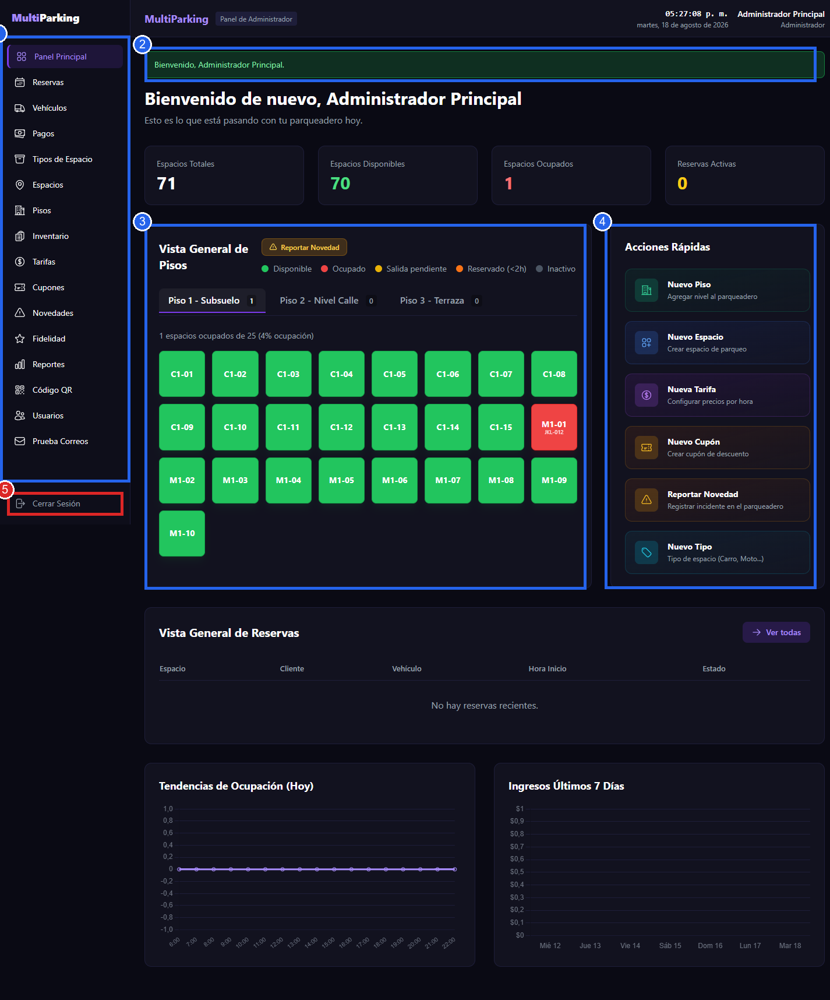 MultiParking
MultiParking
Panel de Administrador
05:27:08 p. m.
martes, 18 de agosto de 2026
Administrador Principal
Administrador
Panel Principal
Reservas
Vehículos
Pagos
Tipos de Espacio
Espacios
Pisos
Inventario
Tarifas
Cupones
Novedades
Fidelidad
Reportes
Código QR
Usuarios
Prueba Correos
5
Cerrar Sesión
2
Bienvenido, Administrador Principal.
Bienvenido de nuevo, Administrador Principal
Esto es lo que está pasando con tu parqueadero hoy.
Espacios Totales
71
Espacios Disponibles
70
Espacios Ocupados
1
Reservas Activas
0
3
Vista General de
Pisos
Reportar Novedad
Disponible
Ocupado
Salida pendiente
Reservado (<2h)
Inactivo
Piso 1 - Subsuelo 1
Piso 2 - Nivel Calle 0
Piso 3 - Terraza 0
1 espacios ocupados de 25 (4% ocupación)
C1-01 C1-02 C1-03 C1-04 C1-05 C1-06 C1-07 C1-08
C1-09 C1-10 C1-11 C1-12 C1-13 C1-14 C1-15 M1-01
JKL-012
M1-02 M1-03 M1-04 M1-05 M1-06 M1-07 M1-08 M1-09
M1-10
4
Acciones Rápidas
Nuevo Piso
Agregar nivel al parqueadero
Nuevo Espacio
Crear espacio de parqueo
Nueva Tarifa
Configurar precios por hora
Nuevo Cupón
Crear cupón de descuento
Reportar Novedad
Registrar incidente en el parqueadero
Nuevo Tipo
Tipo de espacio (Carro, Moto...)
Vista General de Reservas
Ver todas
Espacio Cliente Vehículo Hora Inicio Estado
No hay reservas recientes.
Tendencias de Ocupación (Hoy)
1,0
0,8
0,6
0,4
0,2
0
-0,2
-0,4
-0,6
-0,8
-1,0
6:00 7:00 8:00 9:00 10:00 11:00 12:00 13:00 14:00 15:00 16:00 17:00 18:00 19:00 20:00 21:00 22:00
Ingresos Últimos 7 Días
$1
$0,9
$0,8
$0,7
$0,6
$0,5
$0,4
$0,3
$0,2
$0,1
$0
Mié 12 Jue 13 Vie 14 Sáb 15 Dom 16 Lun 17 Mar 18